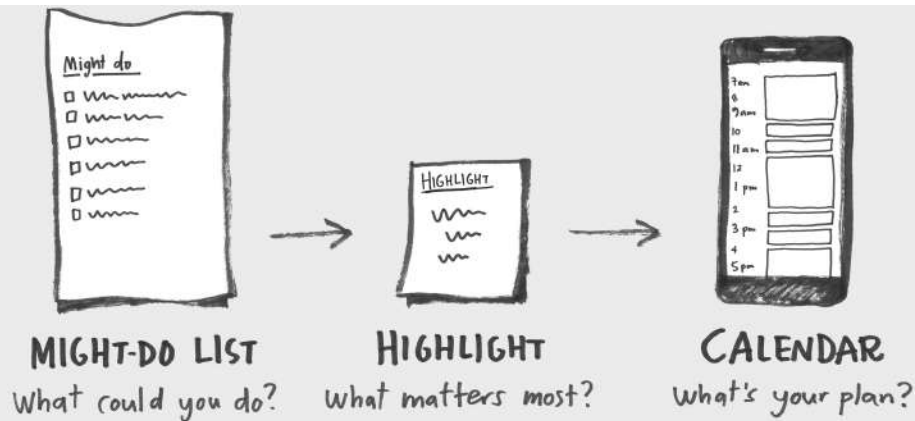 Might do
HIGHLIGHT
7am
8
9am
10
11am
12
1 pm
2
3 pm
4
5pm
MIGHT-DO LIST
What could you do?
HIGHLIGHT
What matters most?
CALENDAR
What's your plan?